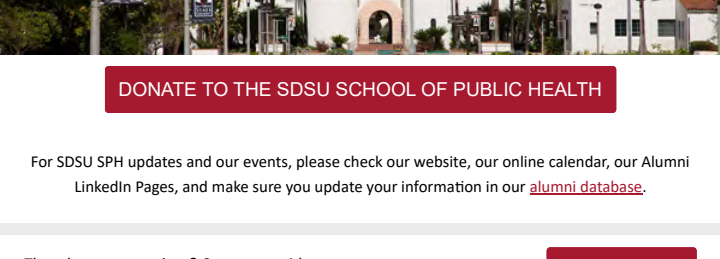 DONATE TO THE SDSU SCHOOL OF PUBLIC HEALTH
For SDSU SPH updates and our events, please check our website, our online calendar, our Alumni
LinkedIn Pages, and make sure you update your information in our alumni database.